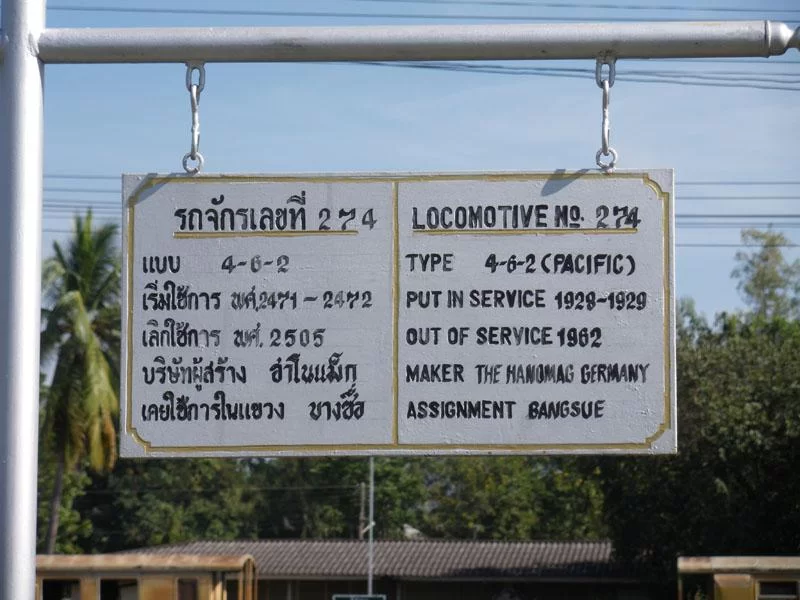 รถจักรเลขที่ 274
แบบ 4-6-2
เริ่มใช้การ พศ.2471-2472
เลิกใช้การ พศ. 2505
บริษัทผู้สร้าง ฮาโนแม็ก
เคยใช้การในแขวง บางซื่อ
LOCOMOTIVE NO. 274
TYPE 4-6-2 (PACIFIC)
PUT IN SERVICE 1928-1929
OUT OF SERVICE 1962
MAKER THE HANOMAG GERMANY
ASSIGNMENT BANGSUE